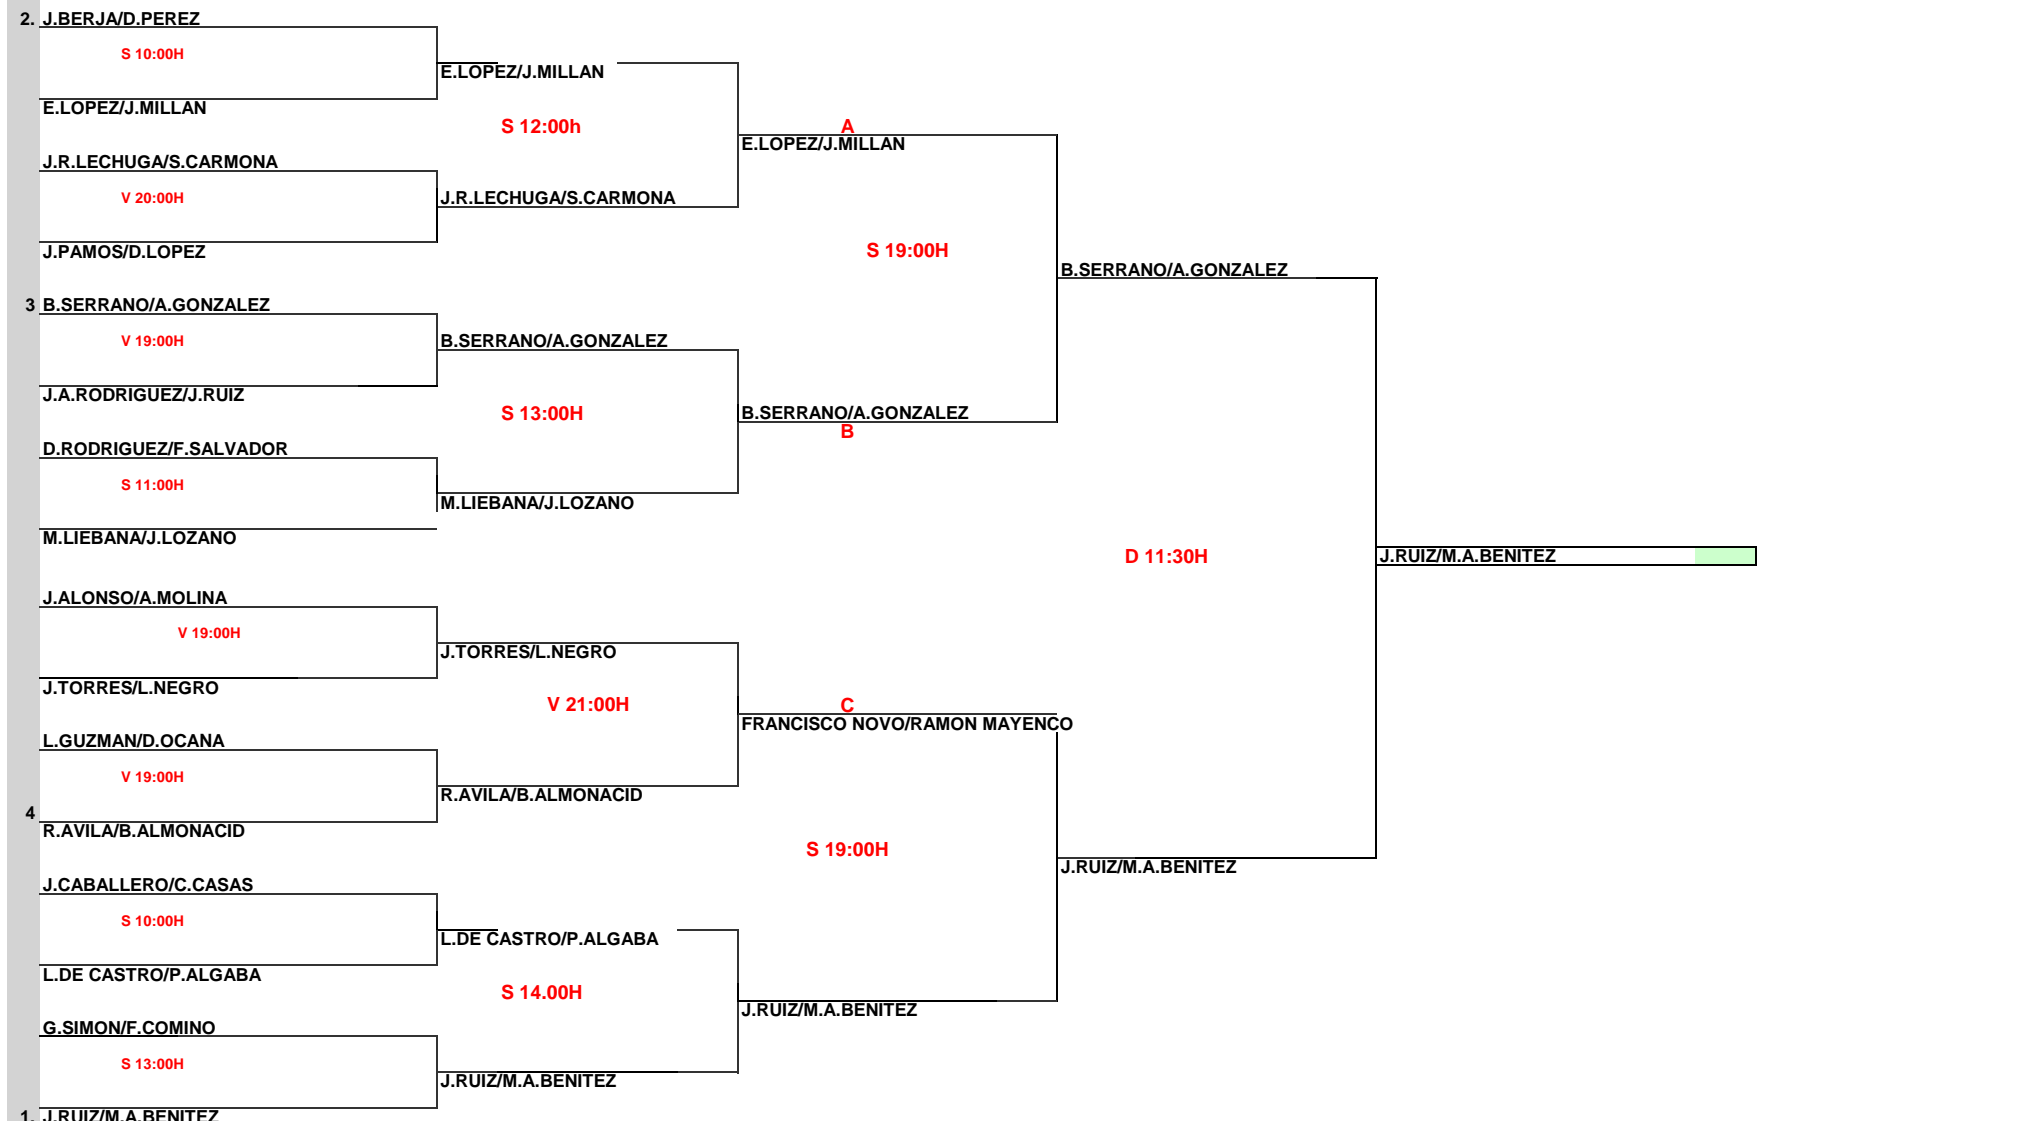 2. J.BERJA/D.PEREZ
S 10:00H
E.LOPEZ/J.MILLAN
E.LOPEZ/J.MILLAN
S 12:00h
A
E.LOPEZ/J.MILLAN
J.R.LECHUGA/S.CARMONA
V 20:00H
J.R.LECHUGA/S.CARMONA
J.PAMOS/D.LOPEZ
S 19:00H
B.SERRANO/A.GONZALEZ
3 B.SERRANO/A.GONZALEZ
V 19:00H
B.SERRANO/A.GONZALEZ
J.A.RODRIGUEZ/J.RUIZ
S 13:00H
B.SERRANO/A.GONZALEZ
B
D.RODRIGUEZ/F.SALVADOR
S 11:00H
M.LIEBANA/J.LOZANO
M.LIEBANA/J.LOZANO
D 11:30H
J.RUIZ/M.A.BENITEZ
J.ALONSO/A.MOLINA
V 19:00H
J.TORRES/L.NEGRO
J.TORRES/L.NEGRO
V 21:00H
C
FRANCISCO NOVO/RAMON MAYENCO
L.GUZMAN/D.OCANA
V 19:00H
R.AVILA/B.ALMONACID
4
R.AVILA/B.ALMONACID
S 19:00H
J.RUIZ/M.A.BENITEZ
J.CABALLERO/C.CASAS
S 10:00H
L.DE CASTRO/P.ALGABA
L.DE CASTRO/P.ALGABA
S 14.00H
J.RUIZ/M.A.BENITEZ
G.SIMON/F.COMINO
S 13:00H
J.RUIZ/M.A.BENITEZ
1. J.RUIZ/M.A.BENITEZ